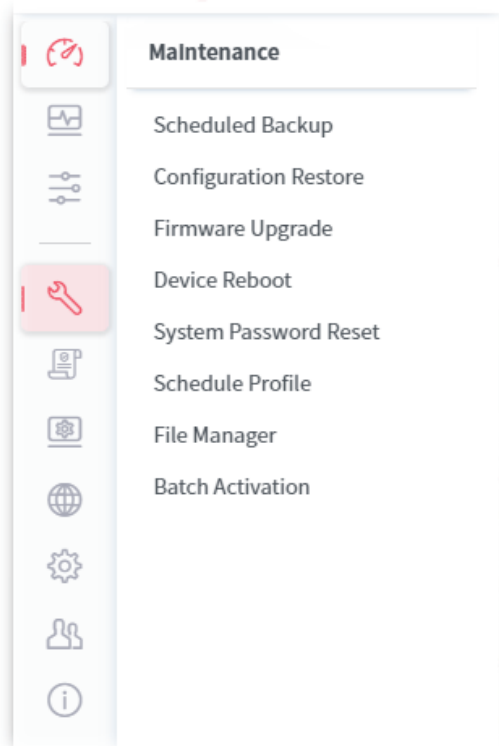 Maintenance
Scheduled Backup
Configuration Restore
Firmware Upgrade
Device Reboot
System Password Reset
Schedule Profile
File Manager
Batch Activation